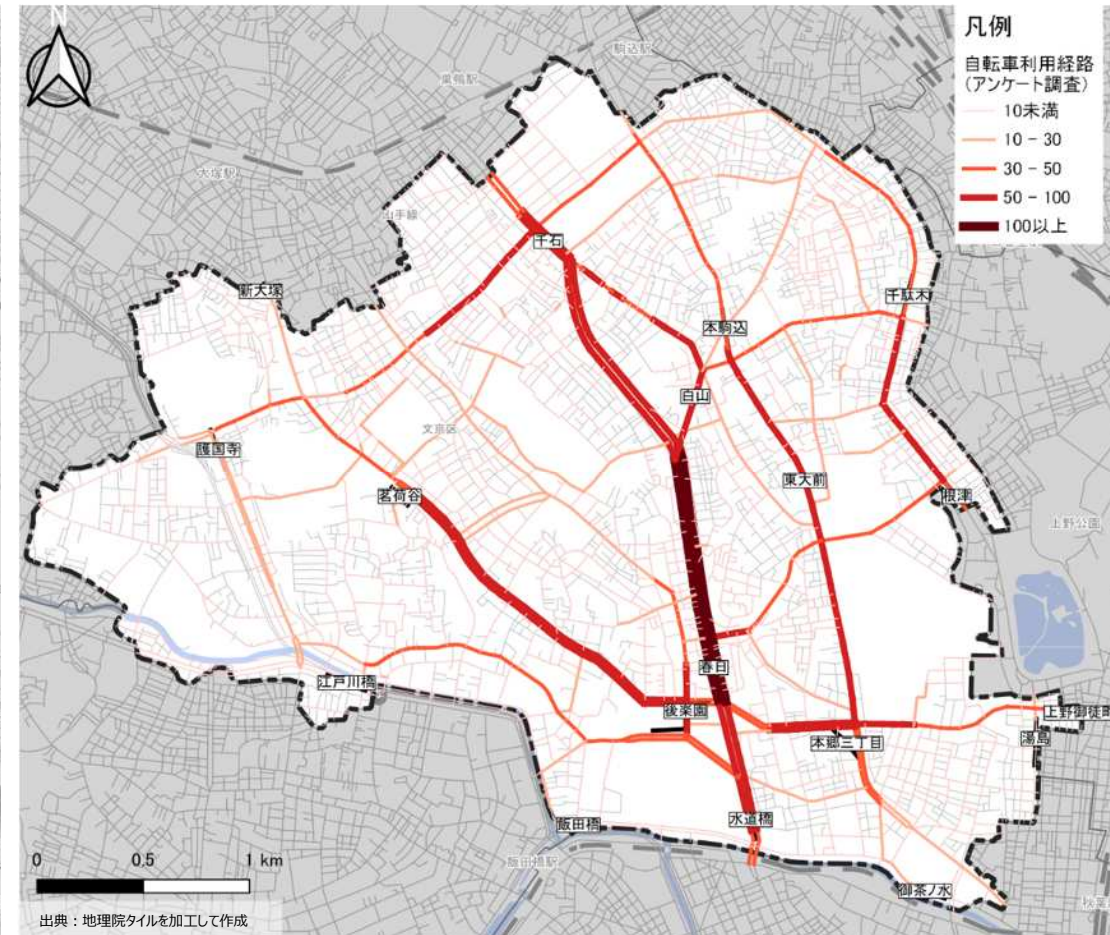 N
凡例
自転車利用経路
(アンケート調査)
10未満
10 - 30
30 - 50
50 - 100
100以上
駒込駅
巣鴨駅
大塚駅
山手線
千石
新大塚
千駄木
本駒込
白山
文京区
護国寺
茗荷谷
東大前
根津
上野公園
春日
江戸川橋
後楽園
上野御徒町
本郷三丁目
湯島
水道橋
飯田橋
飯田橋駅
御茶ノ水
0 0.5 1 km
出典：地理院タイルを加工して作成